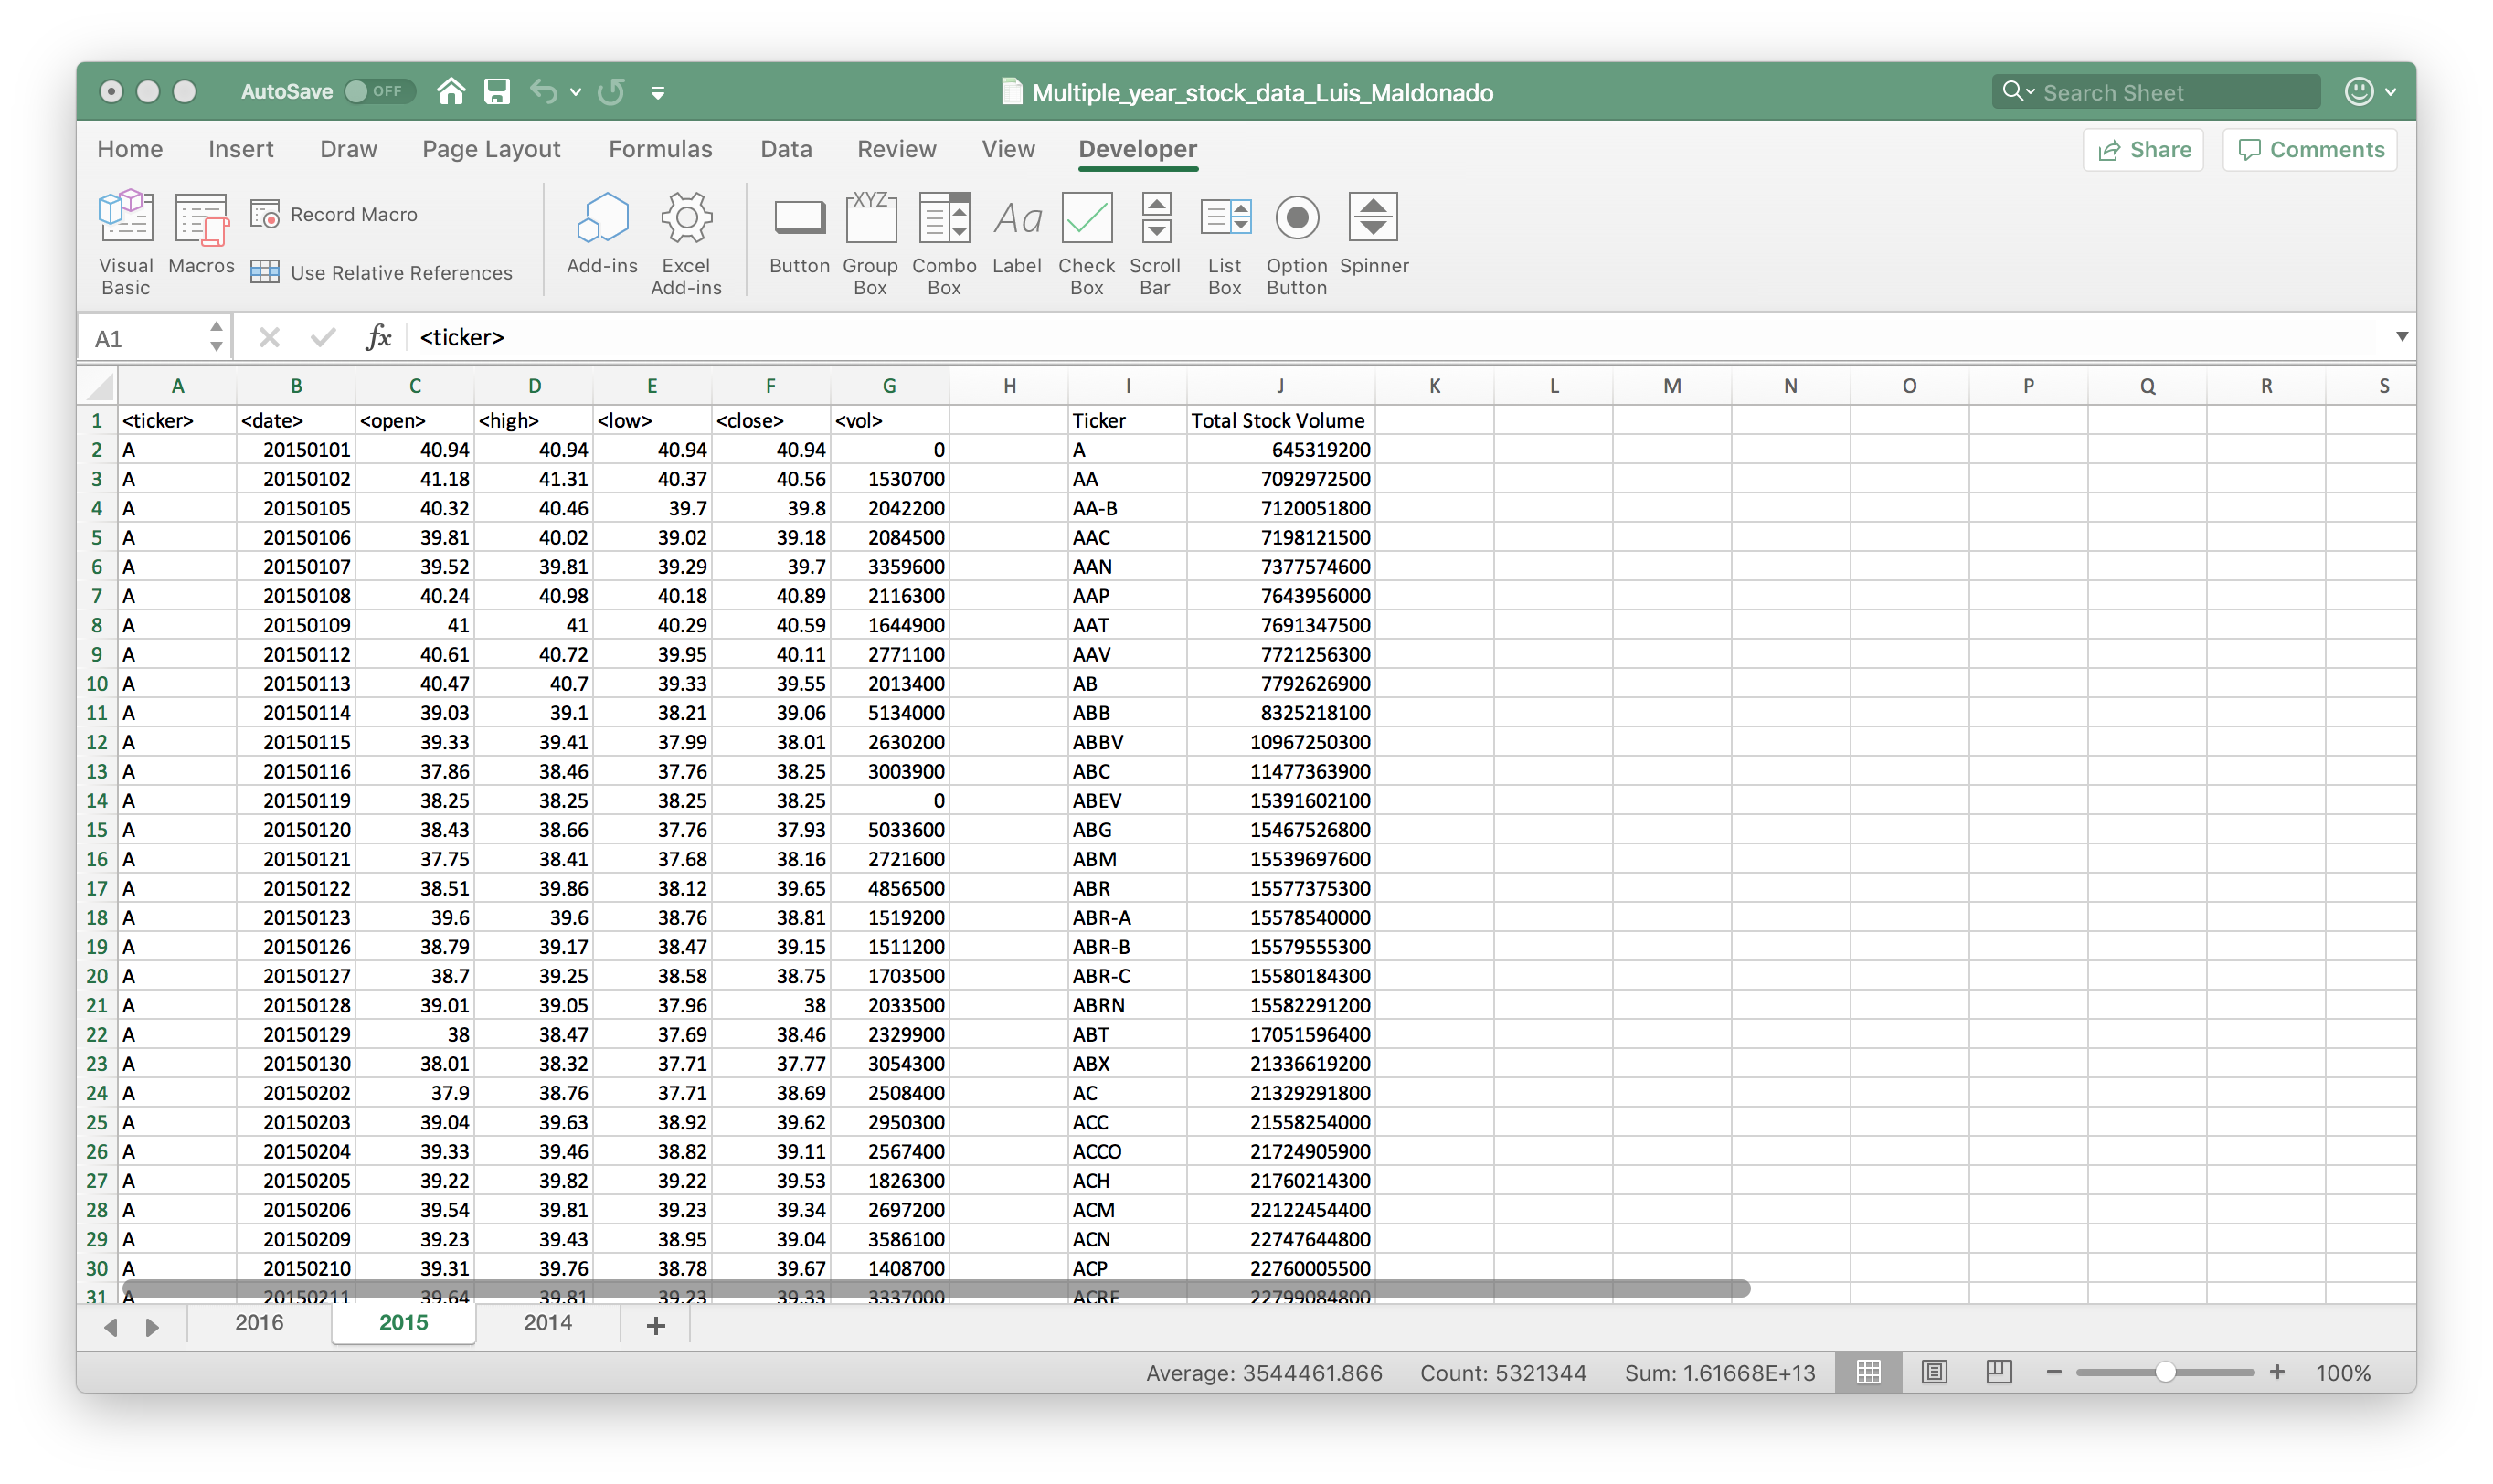 AutoSave OFF Multiple_year_stock_data_Luis_Maldonado Search Sheet
Home Insert Draw Page Layout Formulas Data Review View Developer Share Comments
Visual Basic Macros Record Macro Use Relative References Add-ins Excel Add-ins Button Group Box XYZ Combo Box Aa Label Check Box Scroll Bar List Box Option Button Spinner
A1 fx <ticker>
A B C D E F G H I J K L M N O P Q R S
1 <ticker> <date> <open> <high> <low> <close> <vol> Ticker Total Stock Volume
2 A 20150101 40.94 40.94 40.94 40.94 0 A 645319200
3 A 20150102 41.18 41.31 40.37 40.56 1530700 AA 7092972500
4 A 20150105 40.32 40.46 39.7 39.8 2042200 AA-B 7120051800
5 A 20150106 39.81 40.02 39.02 39.18 2084500 AAC 7198121500
6 A 20150107 39.52 39.81 39.29 39.7 3359600 AAN 7377574600
7 A 20150108 40.24 40.98 40.18 40.89 2116300 AAP 7643956000
8 A 20150109 41 41 40.29 40.59 1644900 AAT 7691347500
9 A 20150112 40.61 40.72 39.95 40.11 2771100 AAV 7721256300
10 A 20150113 40.47 40.7 39.33 39.55 2013400 AB 7792626900
11 A 20150114 39.03 39.1 38.21 39.06 5134000 ABB 8325218100
12 A 20150115 39.33 39.41 37.99 38.01 2630200 ABBV 10967250300
13 A 20150116 37.86 38.46 37.76 38.25 3003900 ABC 11477363900
14 A 20150119 38.25 38.25 38.25 38.25 0 ABEV 15391602100
15 A 20150120 38.43 38.66 37.76 37.93 5033600 ABG 15467526800
16 A 20150121 37.75 38.41 37.68 38.16 2721600 ABM 15539697600
17 A 20150122 38.51 39.86 38.12 39.65 4856500 ABR 15577375300
18 A 20150123 39.6 39.6 38.76 38.81 1519200 ABR-A 15578540000
19 A 20150126 38.79 39.17 38.47 39.15 1511200 ABR-B 15579555300
20 A 20150127 38.7 39.25 38.58 38.75 1703500 ABR-C 15580184300
21 A 20150128 39.01 39.05 37.96 38 2033500 ABRN 15582291200
22 A 20150129 38 38.47 37.69 38.46 2329900 ABT 17051596400
23 A 20150130 38.01 38.32 37.71 37.77 3054300 ABX 21336619200
24 A 20150202 37.9 38.76 37.71 38.69 2508400 AC 21329291800
25 A 20150203 39.04 39.63 38.92 39.62 2950300 ACC 21558254000
26 A 20150204 39.33 39.46 38.82 39.11 2567400 ACCO 21724905900
27 A 20150205 39.22 39.82 39.22 39.53 1826300 ACH 21760214300
28 A 20150206 39.54 39.81 39.23 39.34 2697200 ACM 22122454400
29 A 20150209 39.23 39.43 38.95 39.04 3586100 ACN 22747644800
30 A 20150210 39.31 39.76 38.78 39.67 1408700 ACP 22760005500
31 A 20150211 39.64 39.81 39.23 39.33 3337000 ACRE 22799084800
2016 2015 2014 +
Average: 3544461.866 Count: 5321344 Sum: 1.61668E+13 100%